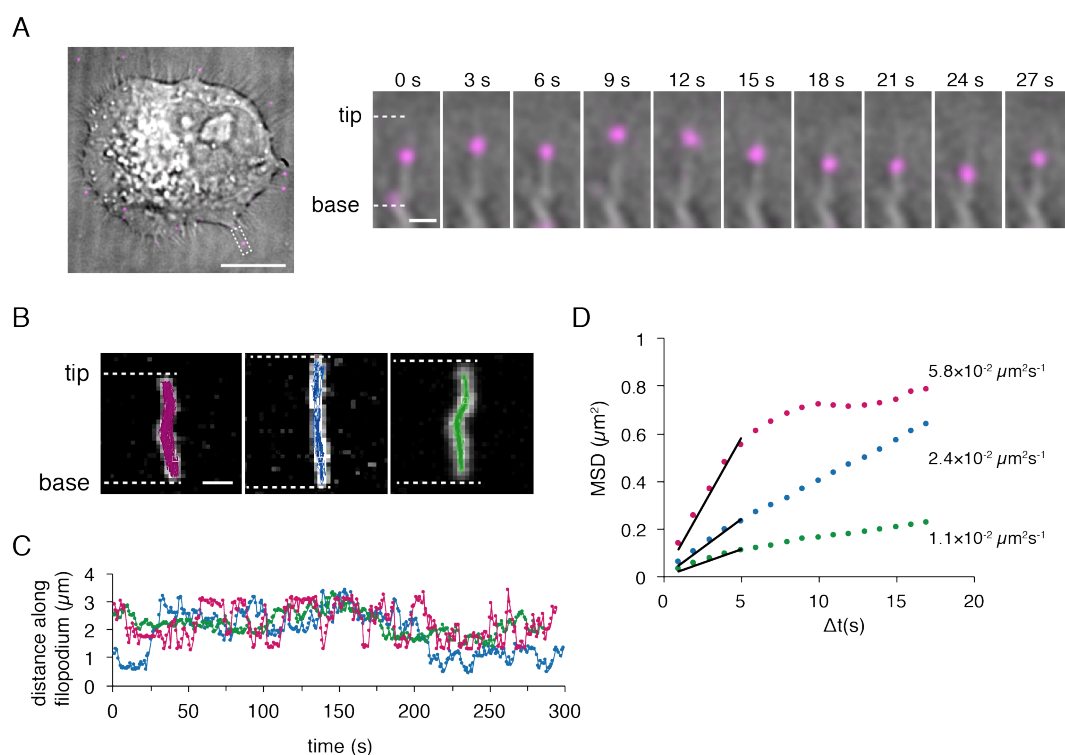 A
0 s 3 s 6 s 9 s 12 s 15 s 18 s 21 s 24 s 27 s
tip
base
B
tip
base
C
4
3
2
1
0
distance along
filopodium (µm)
0 50 100 150 200 250 300
time (s)
D
1
0.8
0.6
0.4
0.2
0
MSD (µm²)
5.8×10⁻² µm²s⁻¹
2.4×10⁻² µm²s⁻¹
1.1×10⁻² µm²s⁻¹
0 5 10 15 20
Δt(s)